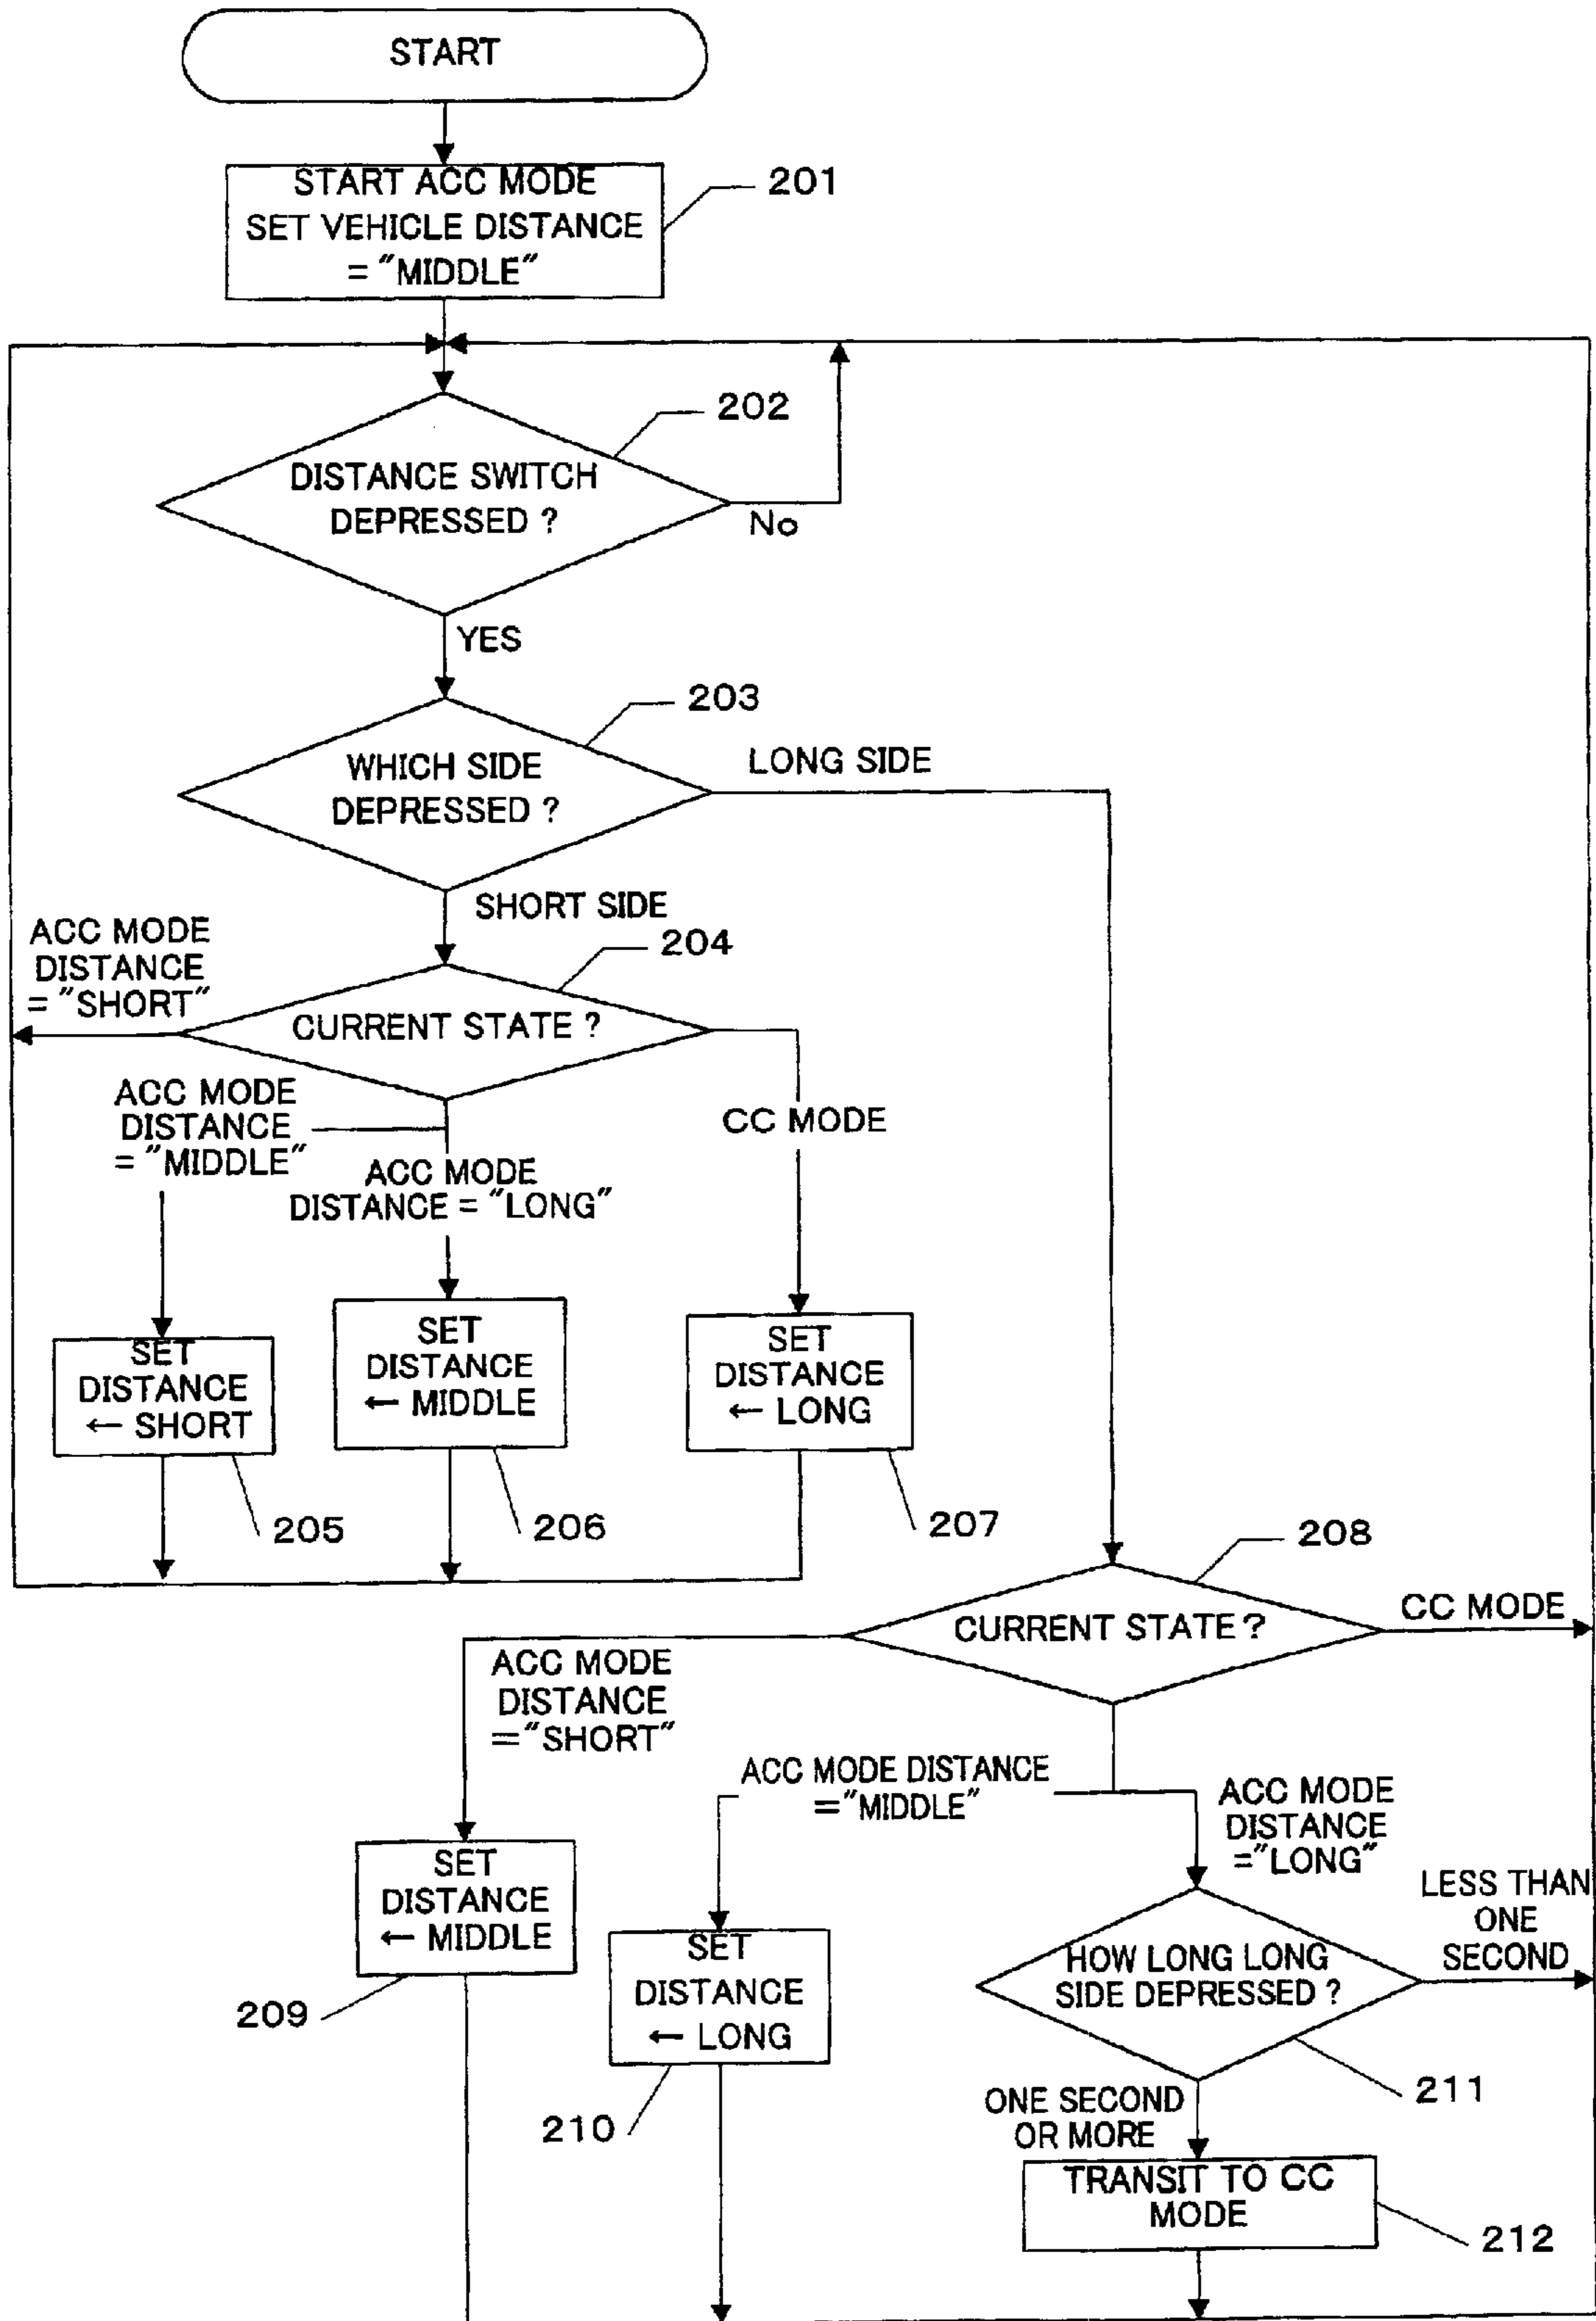 START
START ACC MODE
SET VEHICLE DISTANCE
= "MIDDLE"
201
202
DISTANCE SWITCH
DEPRESSED ?
No
YES
203
WHICH SIDE
DEPRESSED ?
LONG SIDE
SHORT SIDE
ACC MODE
DISTANCE
= "SHORT"
204
CURRENT STATE ?
ACC MODE
DISTANCE
= "MIDDLE"
ACC MODE
DISTANCE = "LONG"
CC MODE
SET
DISTANCE
← SHORT
SET
DISTANCE
← MIDDLE
SET
DISTANCE
← LONG
205
206
207
208
CURRENT STATE ?
CC MODE
ACC MODE
DISTANCE
="SHORT"
ACC MODE DISTANCE
="MIDDLE"
ACC MODE
DISTANCE
="LONG"
SET
DISTANCE
← MIDDLE
209
SET
DISTANCE
← LONG
210
HOW LONG LONG
SIDE DEPRESSED ?
LESS THAN
ONE
SECOND
211
ONE SECOND
OR MORE
TRANSIT TO CC
MODE
212